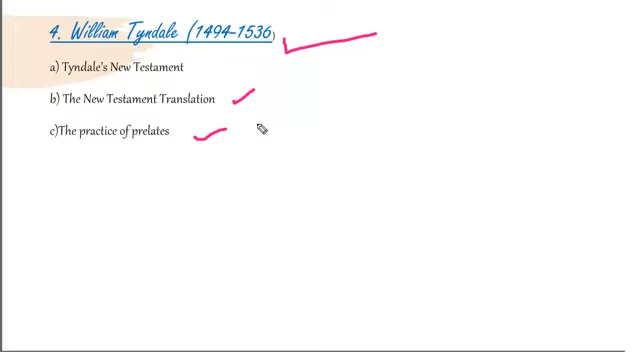 4. William Tyndale (1494-1536)
a) Tyndale's New Testament
b) The New Testament Translation
c)The practice of prelates